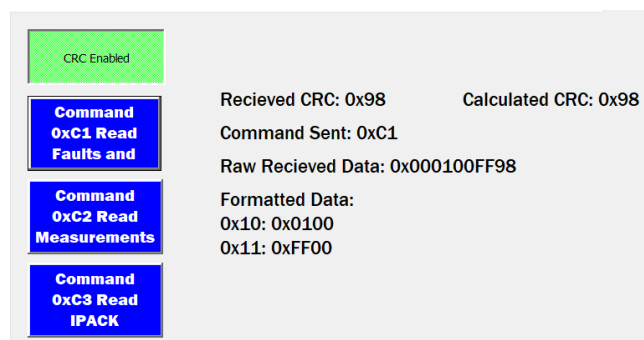 CRC Enabled
Command
0xC1 Read
Faults and
Command
0xC2 Read
Measurements
Command
0xC3 Read
IPACK
Recieved CRC: 0x98
Calculated CRC: 0x98
Command Sent: 0xC1
Raw Recieved Data: 0x000100FF98
Formatted Data:
0x10: 0x0100
0x11: 0xFF00